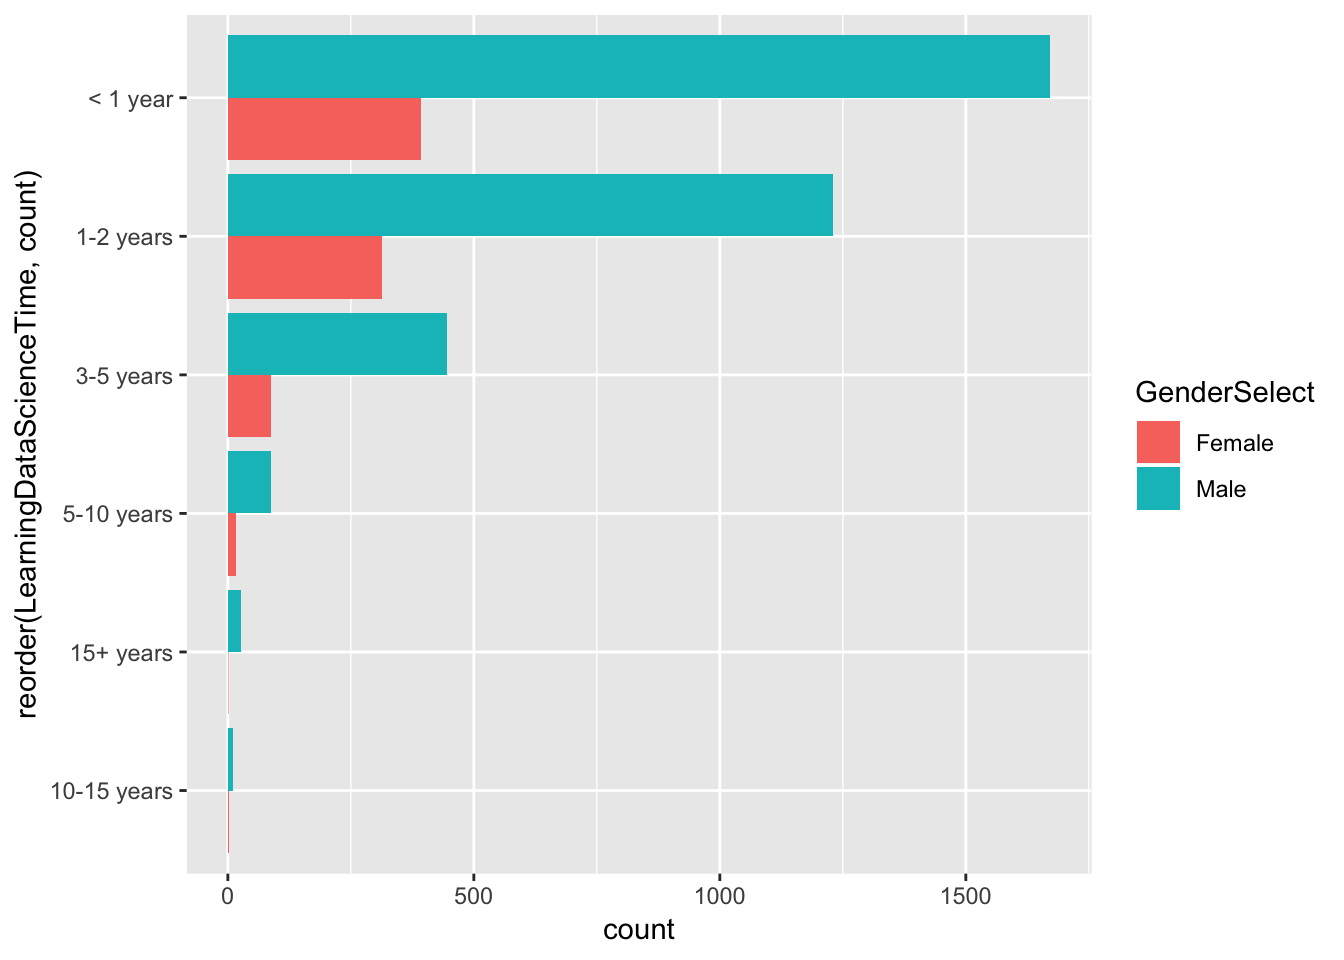 reorder(LearningDataScienceTime, count)
< 1 year
1-2 years
3-5 years
5-10 years
15+ years
10-15 years
0 500 1000 1500
count
GenderSelect
Female
Male